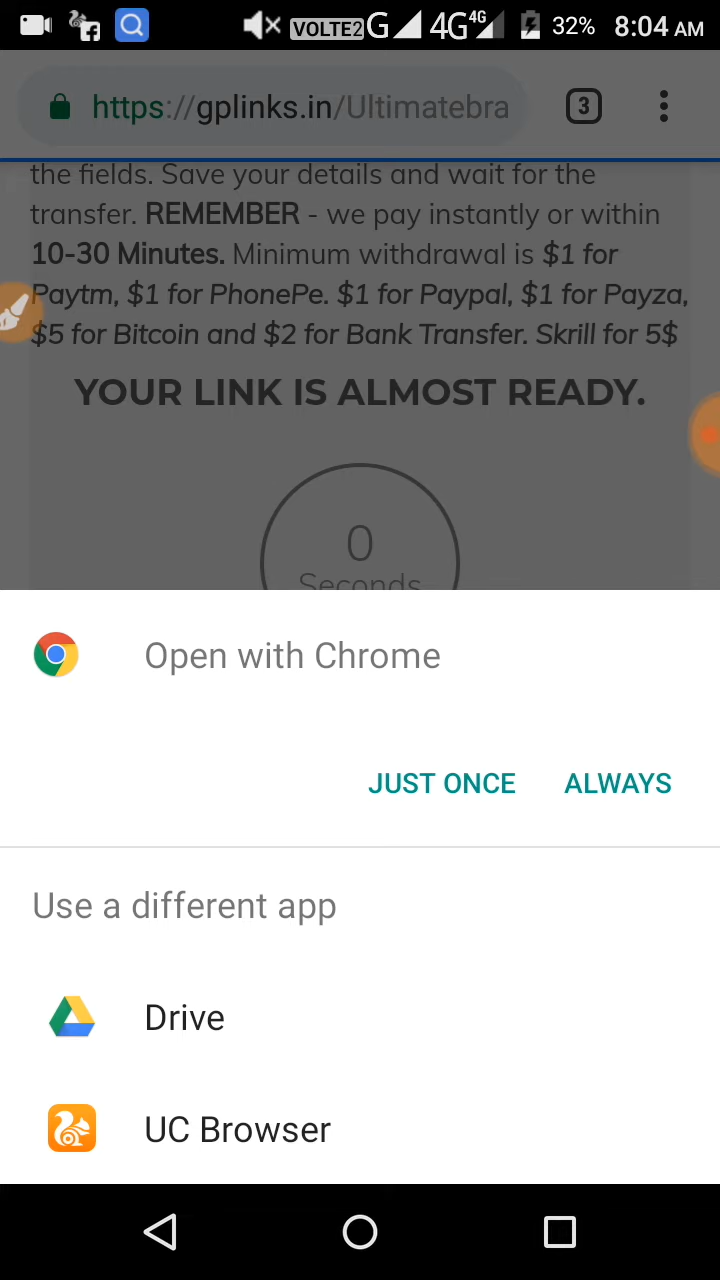 VOLTE2 G 4G 4G 32% 8:04 AM
https://gplinks.in/Ultimatebra 3
the fields. Save your details and wait for the
transfer. REMEMBER - we pay instantly or within
10-30 Minutes. Minimum withdrawal is $1 for
Paytm, $1 for PhonePe. $1 for Paypal, $1 for Payza,
$5 for Bitcoin and $2 for Bank Transfer. Skrill for 5$
YOUR LINK IS ALMOST READY.
0
Seconds
Open with Chrome
JUST ONCE ALWAYS
Use a different app
Drive
UC Browser